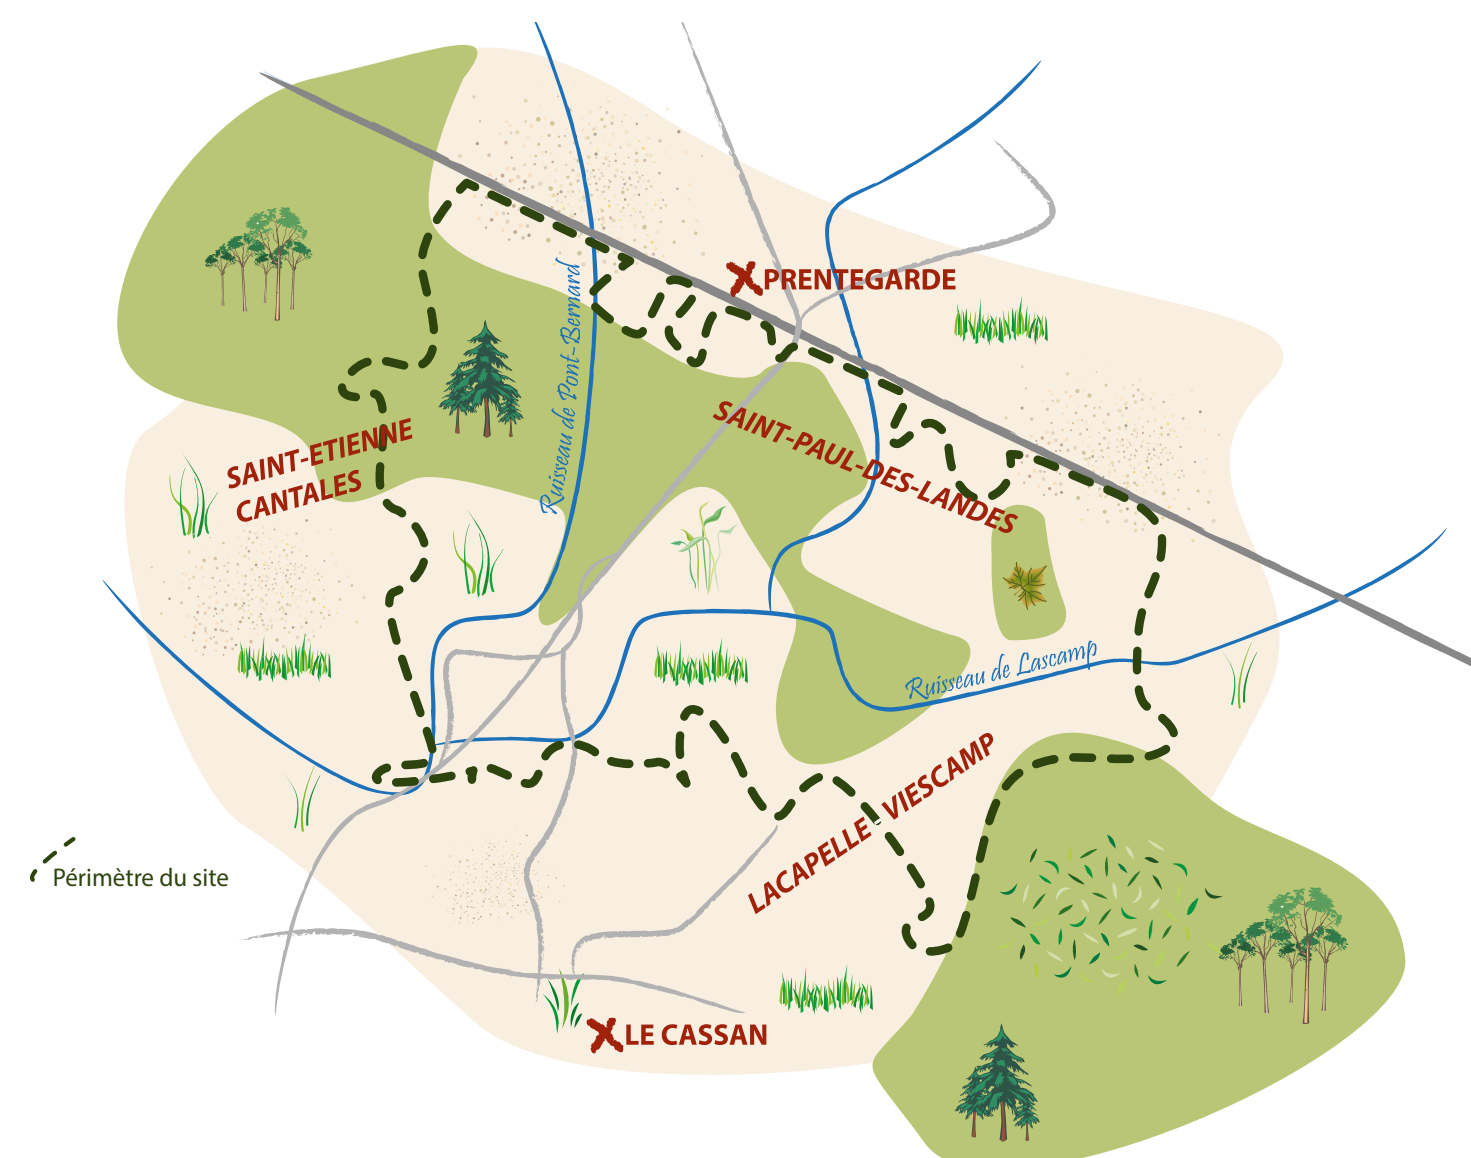 PRENTEGARDE
Ruisseau de Pont-Bernard
SAINT-ETIENNE
CANTALES
SAINT-PAUL-DES-LANDES
Ruisseau de Lascamp
LACAPELLE VIESCAMP
Périmètre du site
LE CASSAN